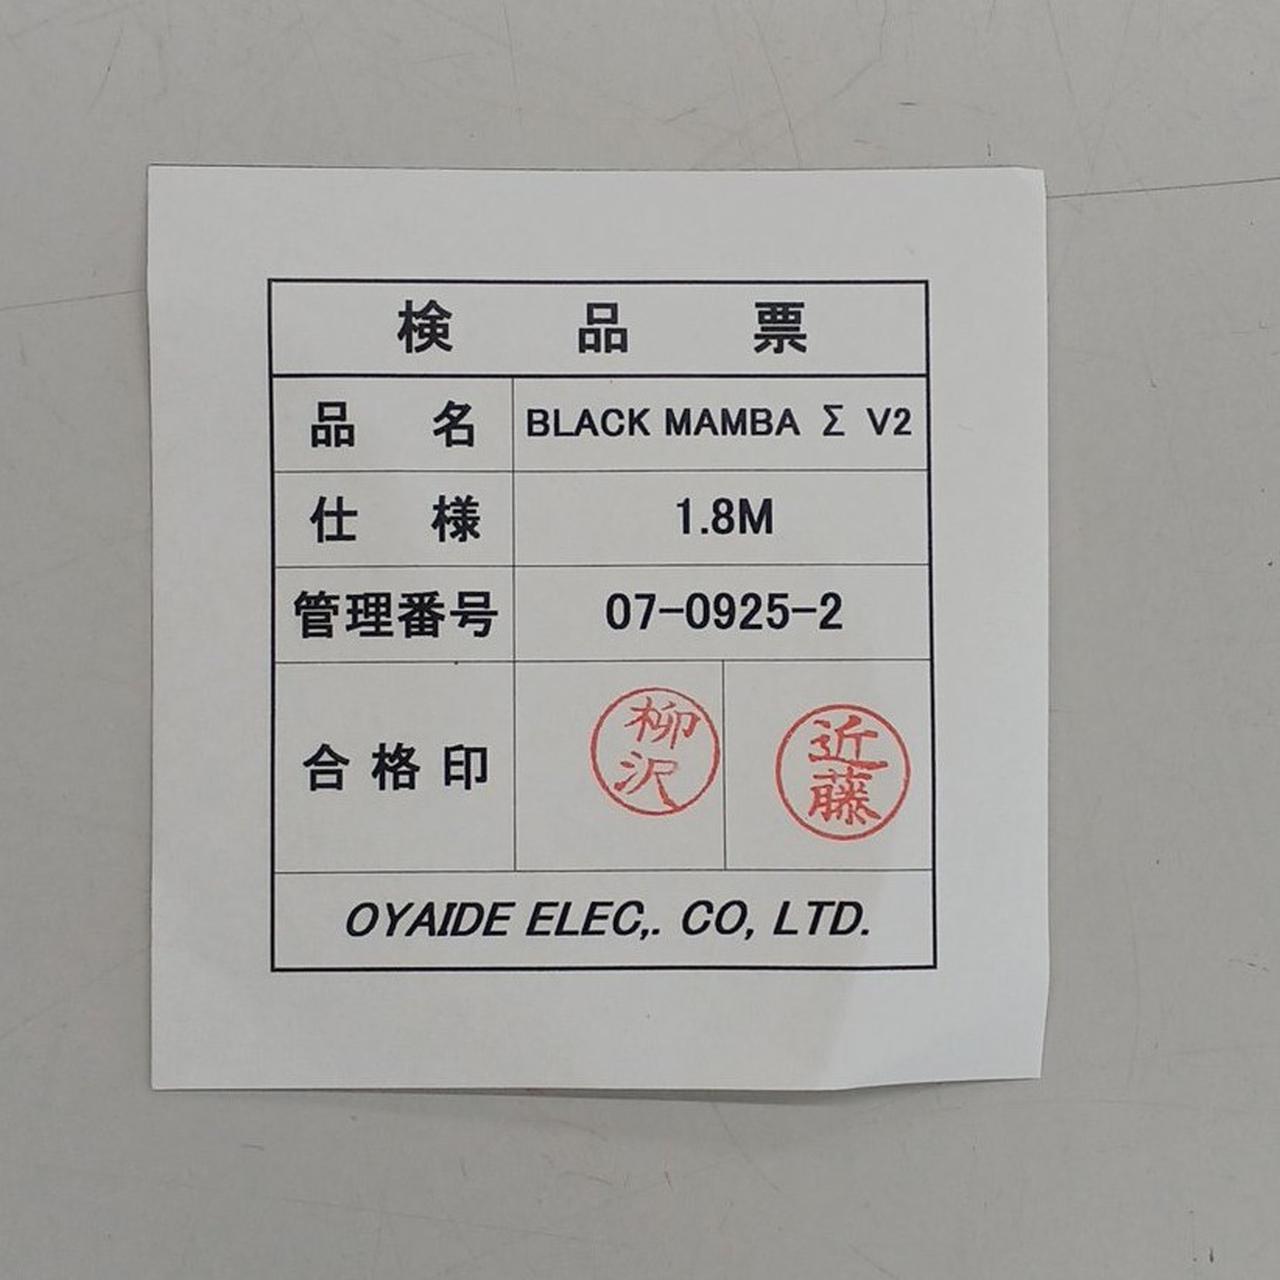 検品票
品名 BLACK MAMBA Σ V2
仕様 1.8M
管理番号 07-0925-2
合格印 柳沢 近藤
OYAIDE ELEC,. CO, LTD.